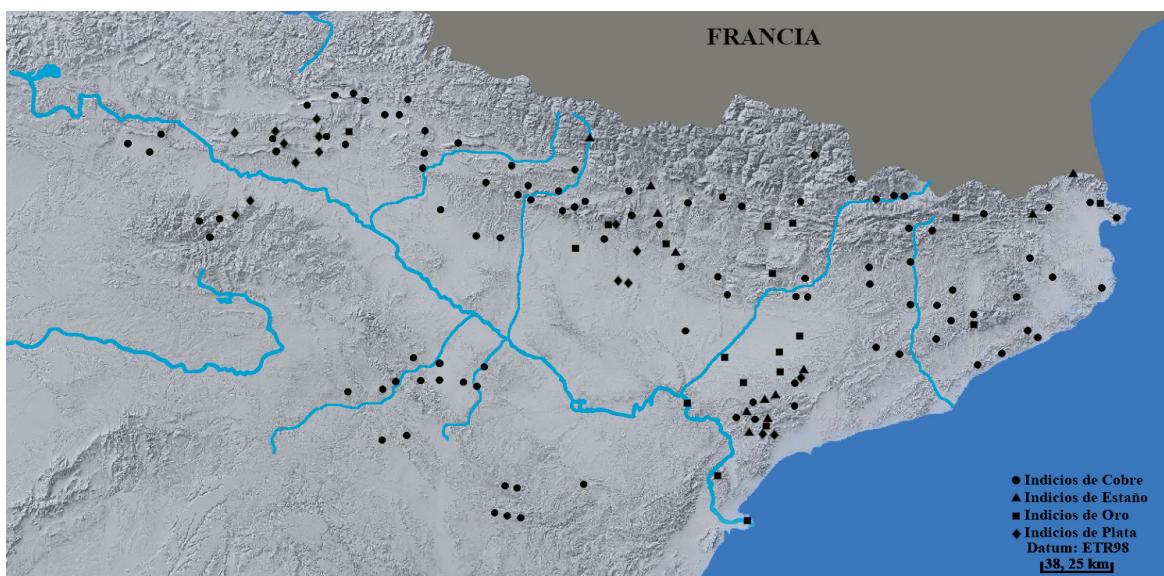 FRANCIA
Indicios de Cobre
Indicios de Estaño
Indicios de Oro
Indicios de Plata
Datum: ETR98
38, 25 km